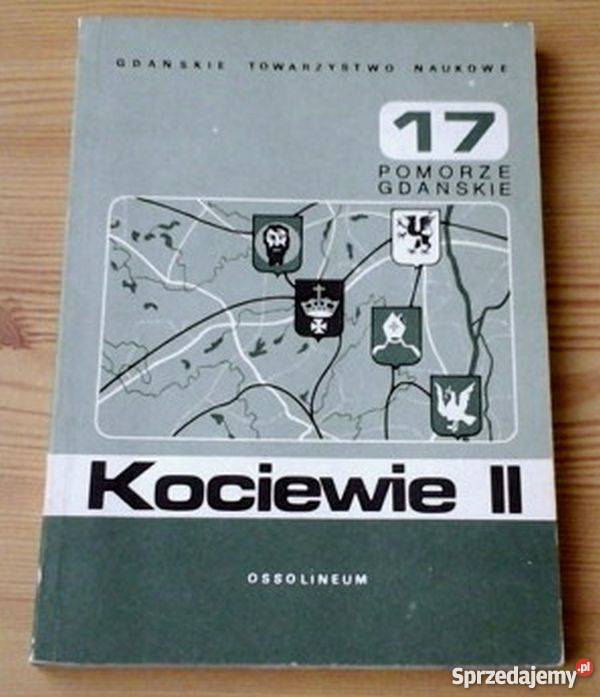 GDAŃSKIE TOWARZYSTWO NAUKOWE
17
POMORZE
GDAŃSKIE
Kociewie II
OSSOLINEUM
Sprzedajemy.pl